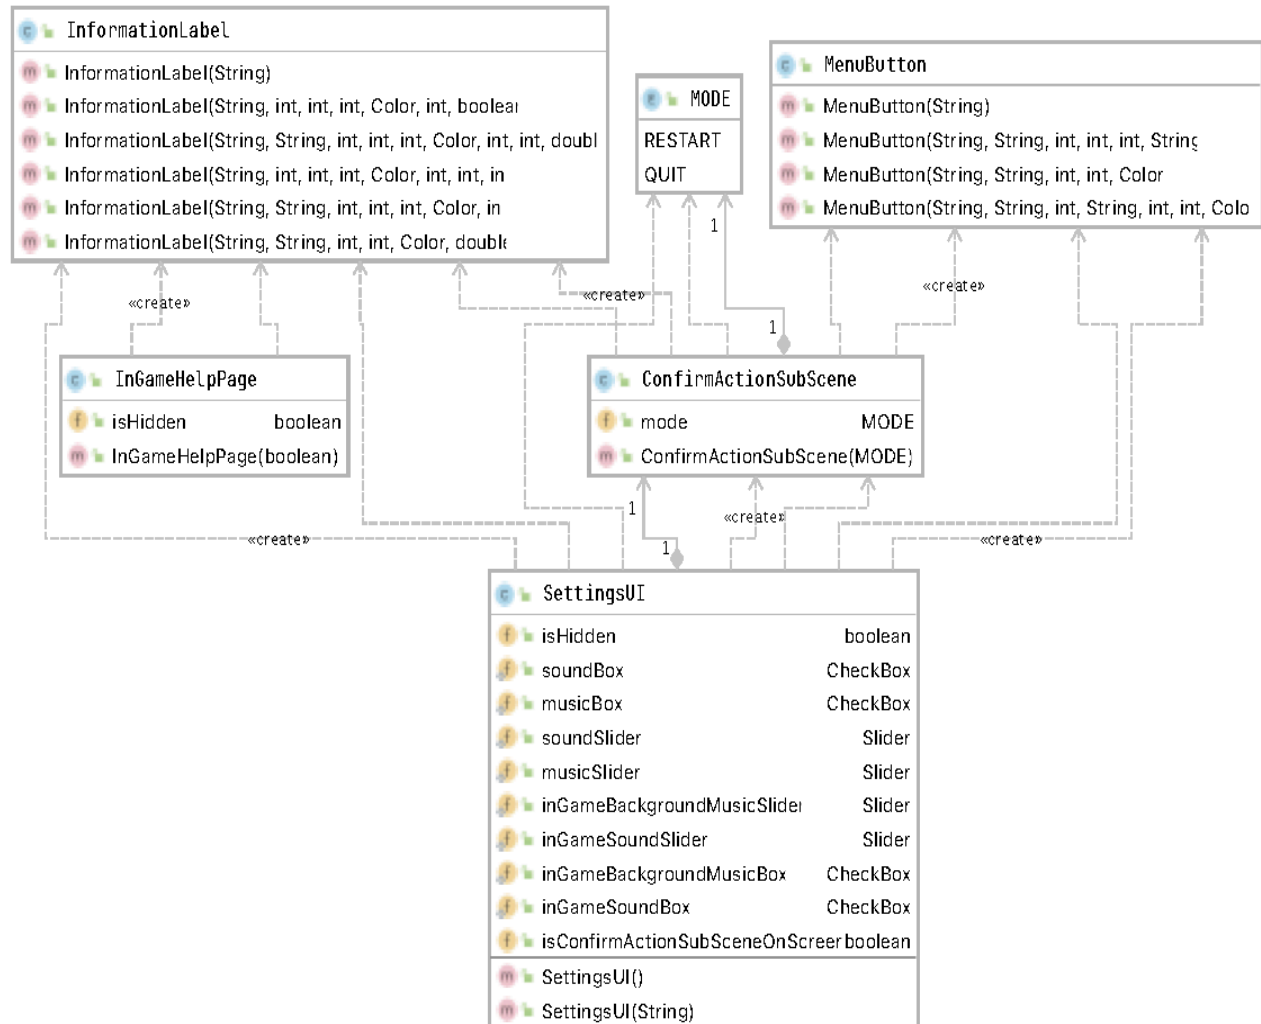 InformationLabel
InformationLabel(String)
InformationLabel(String, int, int, int, Color, int, boolear
InformationLabel(String, String, int, int, int, Color, int, int, doubl
InformationLabel(String, int, int, int, Color, int, int, in
InformationLabel(String, String, int, int, int, Color, in
InformationLabel(String, String, int, int, Color, double
MODE
RESTART
QUIT
MenuButton
MenuButton(String)
MenuButton(String, String, int, int, int, String
MenuButton(String, String, int, int, Color
MenuButton(String, String, int, String, int, int, Colo
1
«create»
«create»
«create»
1
InGameHelpPage
isHidden boolean
InGameHelpPage(boolean)
ConfirmActionSubScene
mode MODE
ConfirmActionSubScene(MODE)
1
«create»
«create»
1
«create»
SettingsUI
isHidden boolean
soundBox CheckBox
musicBox CheckBox
soundSlider Slider
musicSlider Slider
inGameBackgroundMusicSlider Slider
inGameSoundSlider Slider
inGameBackgroundMusicBox CheckBox
inGameSoundBox CheckBox
isConfirmActionSubSceneOnScreer boolean
SettingsUI()
SettingsUI(String)